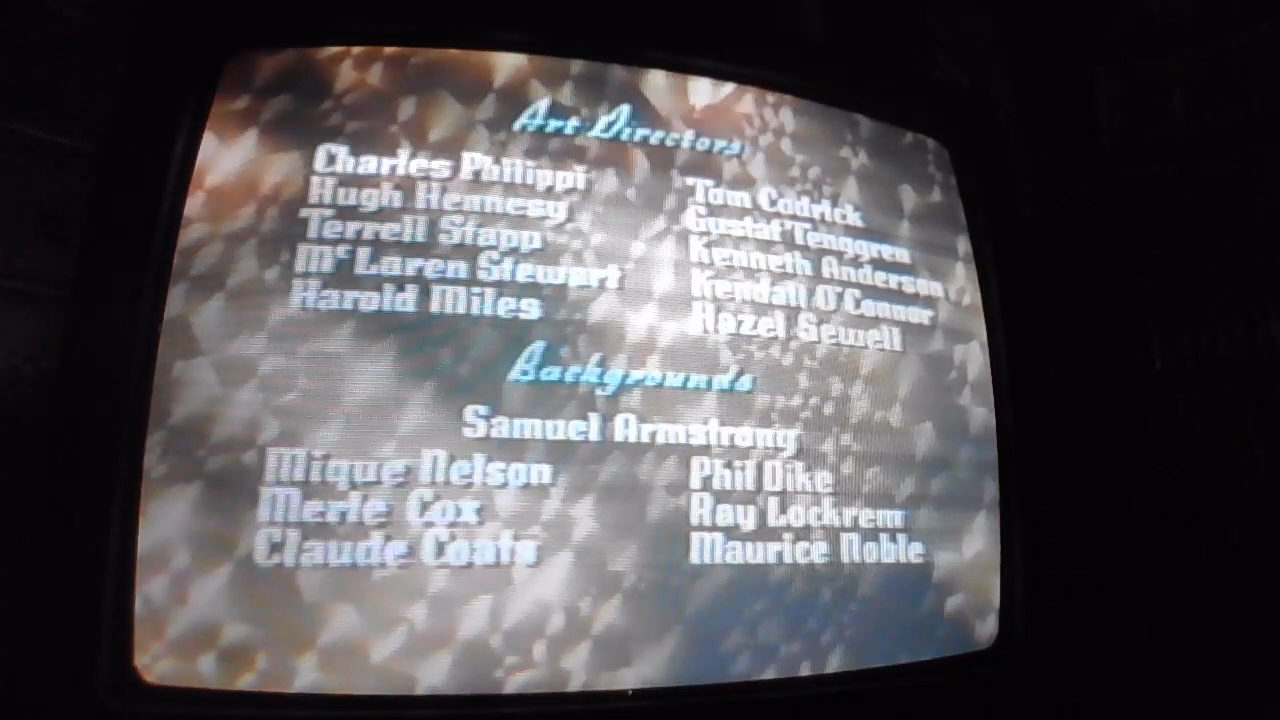 Art Directors
Charles Philippi
Hugh Hennesy
Terrell Stapp
McLaren Stewart
Harold Miles
Tom Codrick
Gustaf Tenggren
Kenneth Anderson
Kendall O'Connor
Hazel Sewell
Backgrounds
Samuel Armstrong
Mique Nelson
Merle Cox
Claude Coats
Phil Dike
Ray Lockrem
Maurice Noble